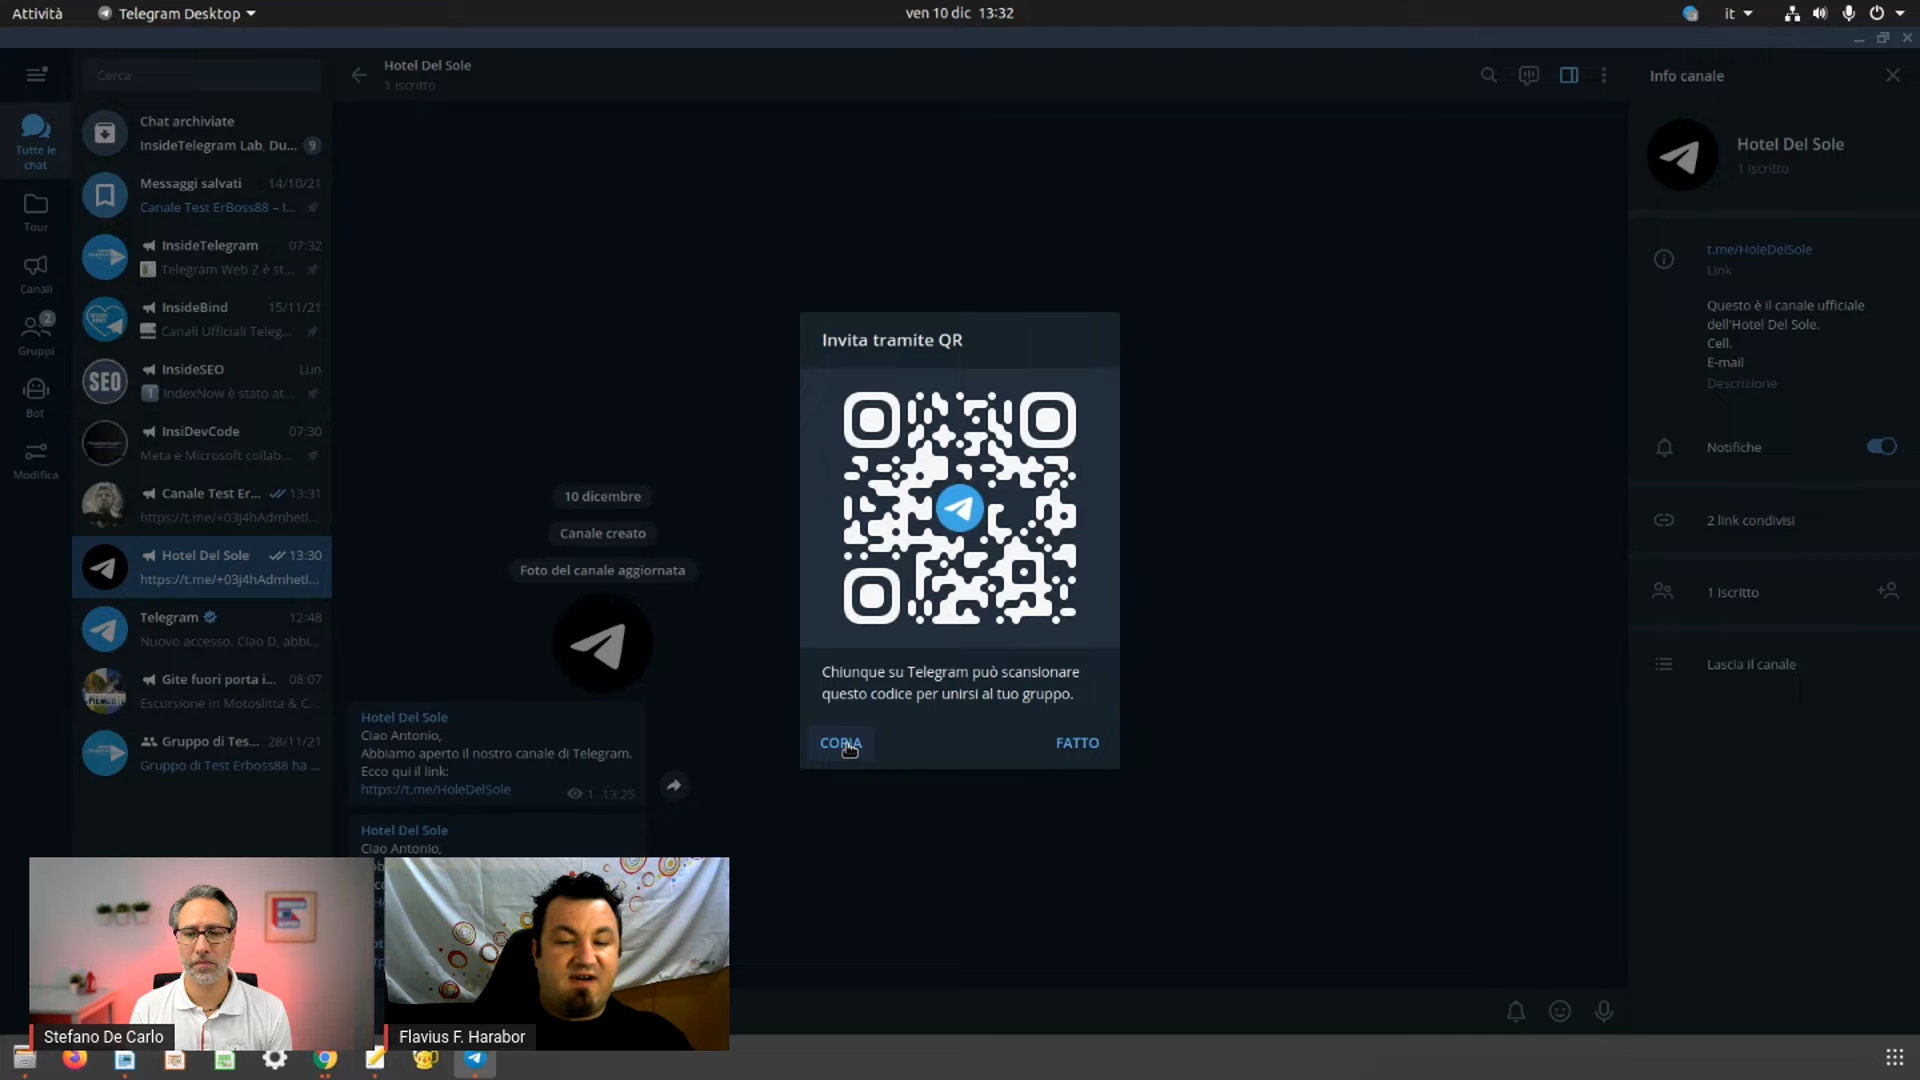 Attività
Telegram Desktop
ven 10 dic 13:32
it
Cerca
Hotel Del Sole
1 iscritto
Info canale
Tutte le
chat
Tour
Canali
2
Gruppi
Bot
Modifica
Chat archiviate
InsideTelegram Lab, Du...
9
Messaggi salvati 14/10/21
Canale Test ErBoss88 – I...
InsideTelegram 07:32
Telegram Web Z è st...
InsideBind 15/11/21
Canali Ufficiali Teleg...
SEO
InsideSEO Lun
IndexNow è stato at...
InsiDevCode 07:30
Meta e Microsoft collab...
Canale Test Er... 13:31
https://t.me/+03j4hAdmhetl...
Hotel Del Sole 13:30
https://t.me/+03j4hAdmhetl...
Telegram 12:48
Nuovo accesso. Ciao D, abbi...
PIEMONTE
Gite fuori porta i... 08:07
Escursione in Motoslitta & C...
Gruppo di Tes... 28/11/21
Gruppo di Test Erboss88 ha ...
10 dicembre
Canale creato
Foto del canale aggiornata
Hotel Del Sole
Ciao Antonio,
Abbiamo aperto il nostro canale di Telegram.
Ecco qui il link:
https://t.me/HoleDelSole
1 13:25
Hotel Del Sole
Ciao Antonio,
Invita tramite QR
Chiunque su Telegram può scansionare
questo codice per unirsi al tuo gruppo.
COPIA
FATTO
Hotel Del Sole
1 iscritto
t.me/HoleDelSole
Link
Questo è il canale ufficiale
dell'Hotel Del Sole.
Cell.
E-mail
Descrizione
Notifiche
2 link condivisi
1 iscritto
Lascia il canale
Stefano De Carlo
Flavius F. Harabor